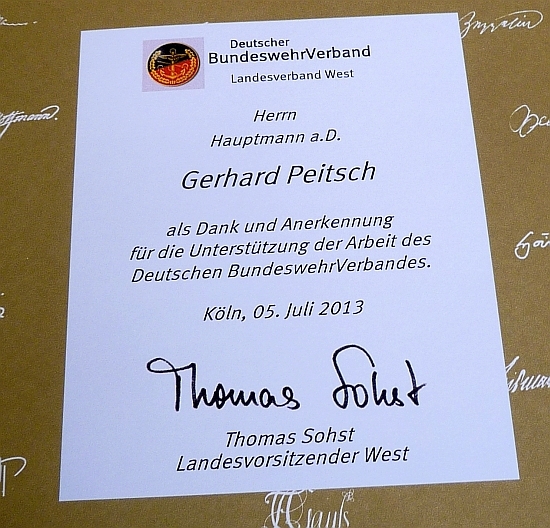 Deutscher
BundeswehrVerband
Landesverband West
Herrn
Hauptmann a.D.
Gerhard Peitsch
als Dank und Anerkennung
für die Unterstützung der Arbeit des
Deutschen BundeswehrVerbandes.
Köln, 05. Juli 2013
Thomas Sohst
Thomas Sohst
Landesvorsitzender West